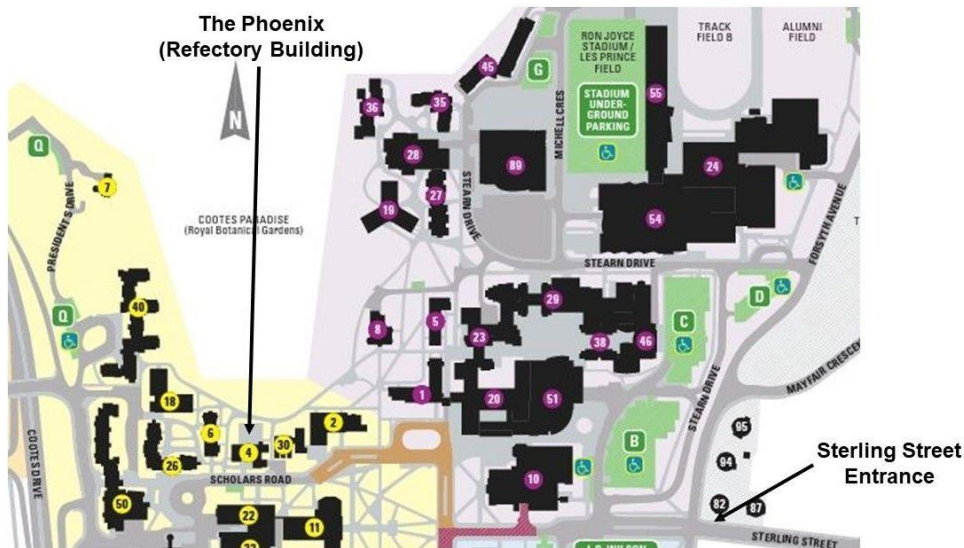 The Phoenix
(Refectory Building)
N
45
G
RON JOYCE
STADIUM /
LES PRINCE
FIELD
STADIUM
UNDER-
GROUND
PARKING
TRACK
FIELD B
ALUMNI
FIELD
55
36
35
28
89
MICHELL CRES
24
Q
7
27
STEARN DRIVE
19
54
PRESIDENT'S DRIVE
COOTES PARADISE
(Royal Botanical Gardens)
FORSYTH AVENUE
T
STEARN DRIVE
40
Q
8
5
23
29
38
46
C
D
STEARN DRIVE
MAYFAIR CRESCEN
18
1
20
51
6
2
4
30
26
B
95
94
COOTES DRIVE
SCHOLARS ROAD
10
Sterling Street
Entrance
50
22
11
82
87
STERLING STREET